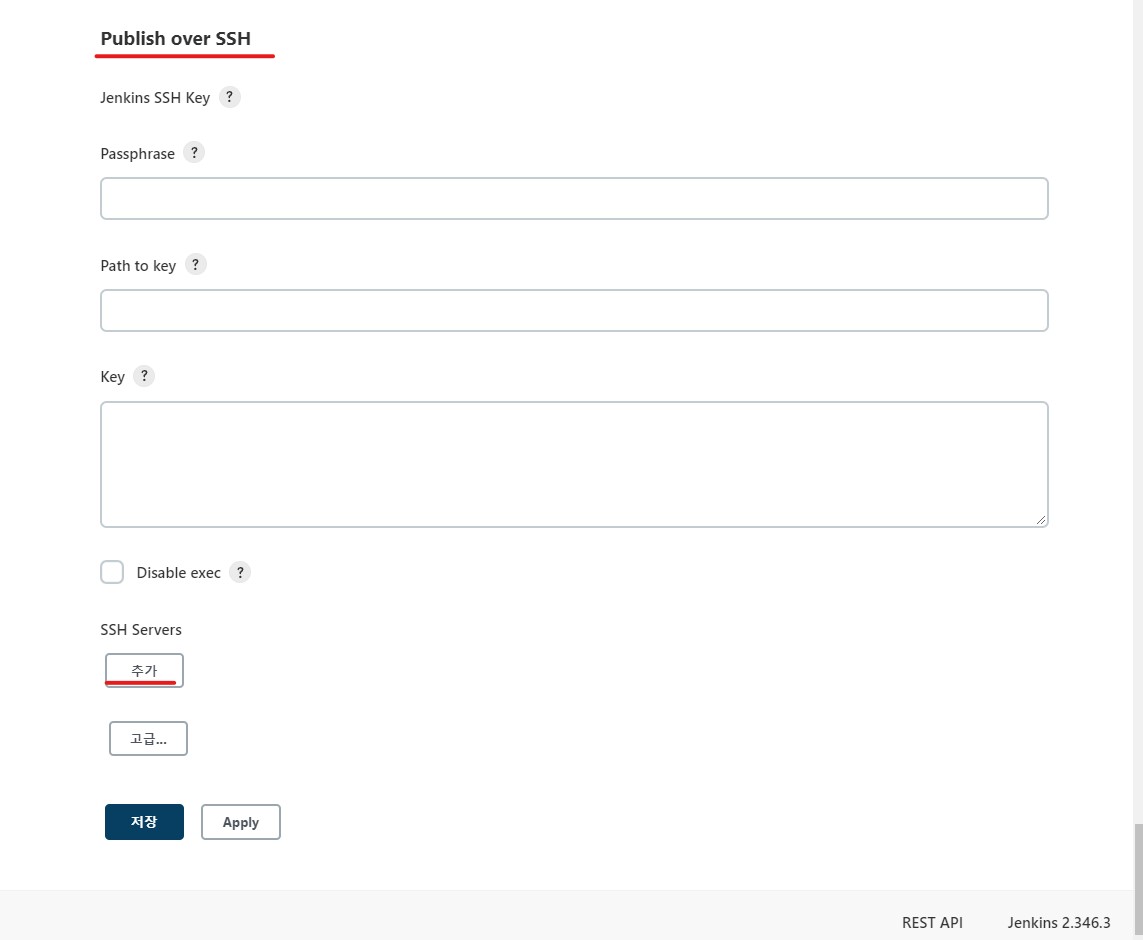 Publish over SSH
Jenkins SSH Key ?
Passphrase ?
Path to key ?
Key ?
Disable exec ?
SSH Servers
추가
고급...
저장 Apply
REST API Jenkins 2.346.3